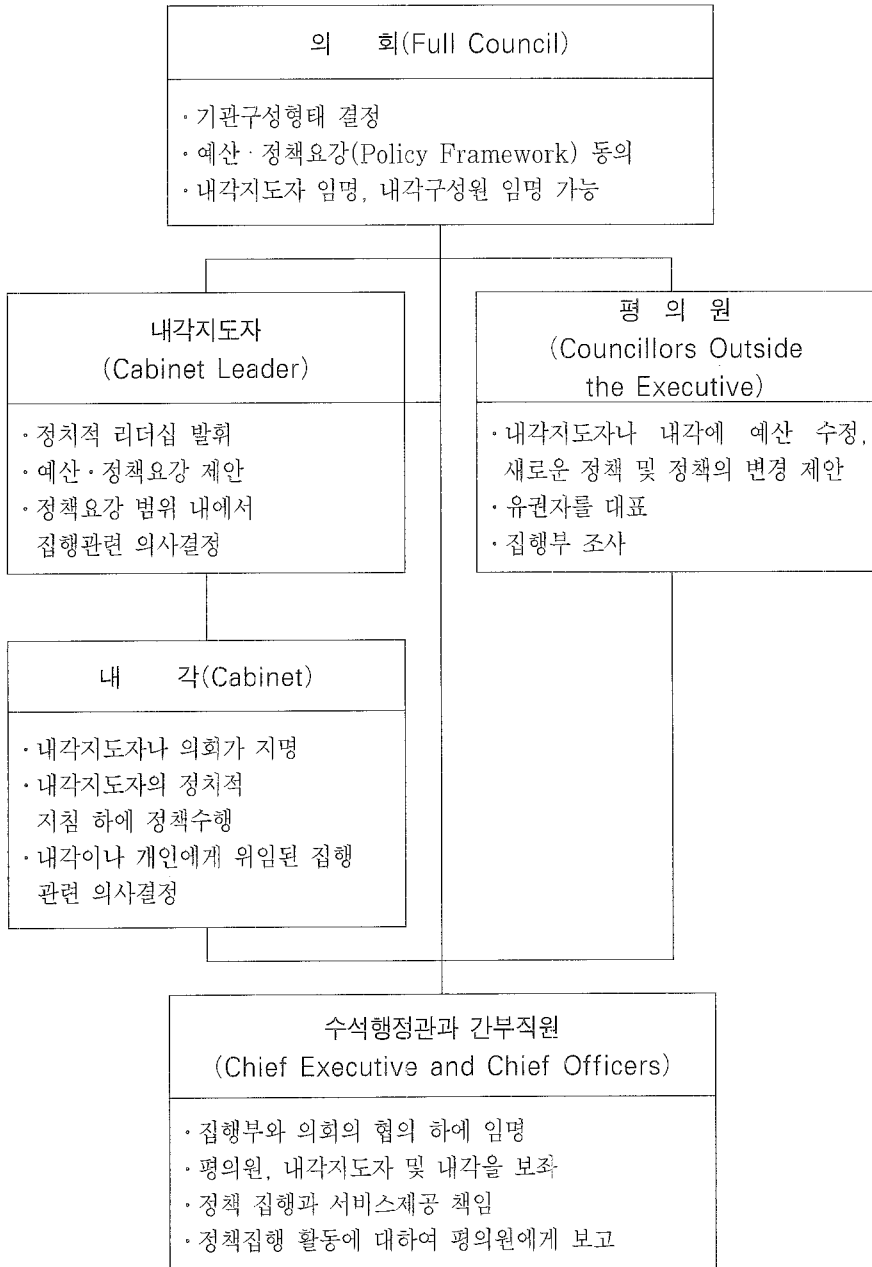 의 회(Full Council)
· 기관구성형태 결정
· 예산 · 정책요강(Policy Framework) 동의
· 내각지도자 임명, 내각구성원 임명 가능
내각지도자
(Cabinet Leader)
· 정치적 리더십 발휘
· 예산 · 정책요강 제안
· 정책요강 범위 내에서
집행관련 의사결정
평 의 원
(Councillors Outside
the Executive)
· 내각지도자나 내각에 예산 수정,
새로운 정책 및 정책의 변경 제안
· 유권자를 대표
· 집행부 조사
내 각(Cabinet)
· 내각지도자나 의회가 지명
· 내각지도자의 정치적
지침 하에 정책수행
· 내각이나 개인에게 위임된 집행
관련 의사결정
수석행정관과 간부직원
(Chief Executive and Chief Officers)
· 집행부와 의회의 협의 하에 임명
· 평의원, 내각지도자 및 내각을 보좌
· 정책 집행과 서비스제공 책임
· 정책집행 활동에 대하여 평의원에게 보고